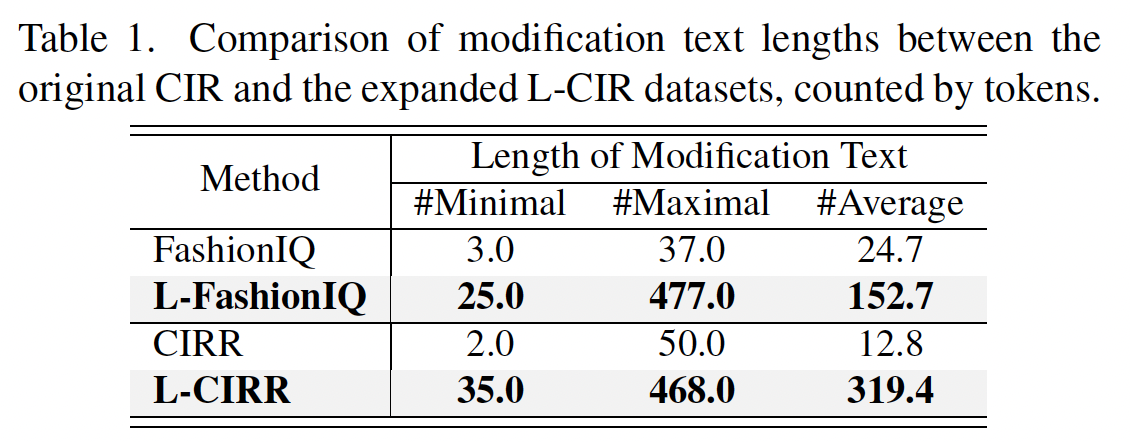 Table 1. Comparison of modification text lengths between the
original CIR and the expanded L-CIR datasets, counted by tokens.
Method Length of Modification Text
#Minimal #Maximal #Average
FashionIQ 3.0 37.0 24.7
L-FashionIQ 25.0 477.0 152.7
CIRR 2.0 50.0 12.8
L-CIRR 35.0 468.0 319.4